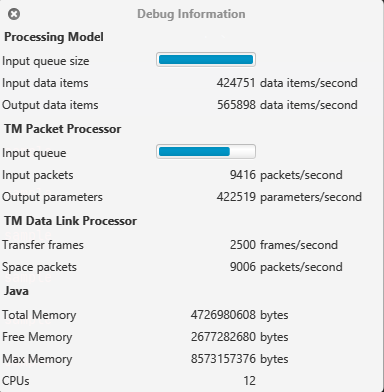 Debug Information
Processing Model
Input queue size
Input data items 424751 data items/second
Output data items 565898 data items/second
TM Packet Processor
Input queue
Input packets 9416 packets/second
Output parameters 422519 parameters/second
TM Data Link Processor
Transfer frames 2500 frames/second
Space packets 9006 packets/second
Java
Total Memory 4726980608 bytes
Free Memory 2677282680 bytes
Max Memory 8573157376 bytes
CPUs 12